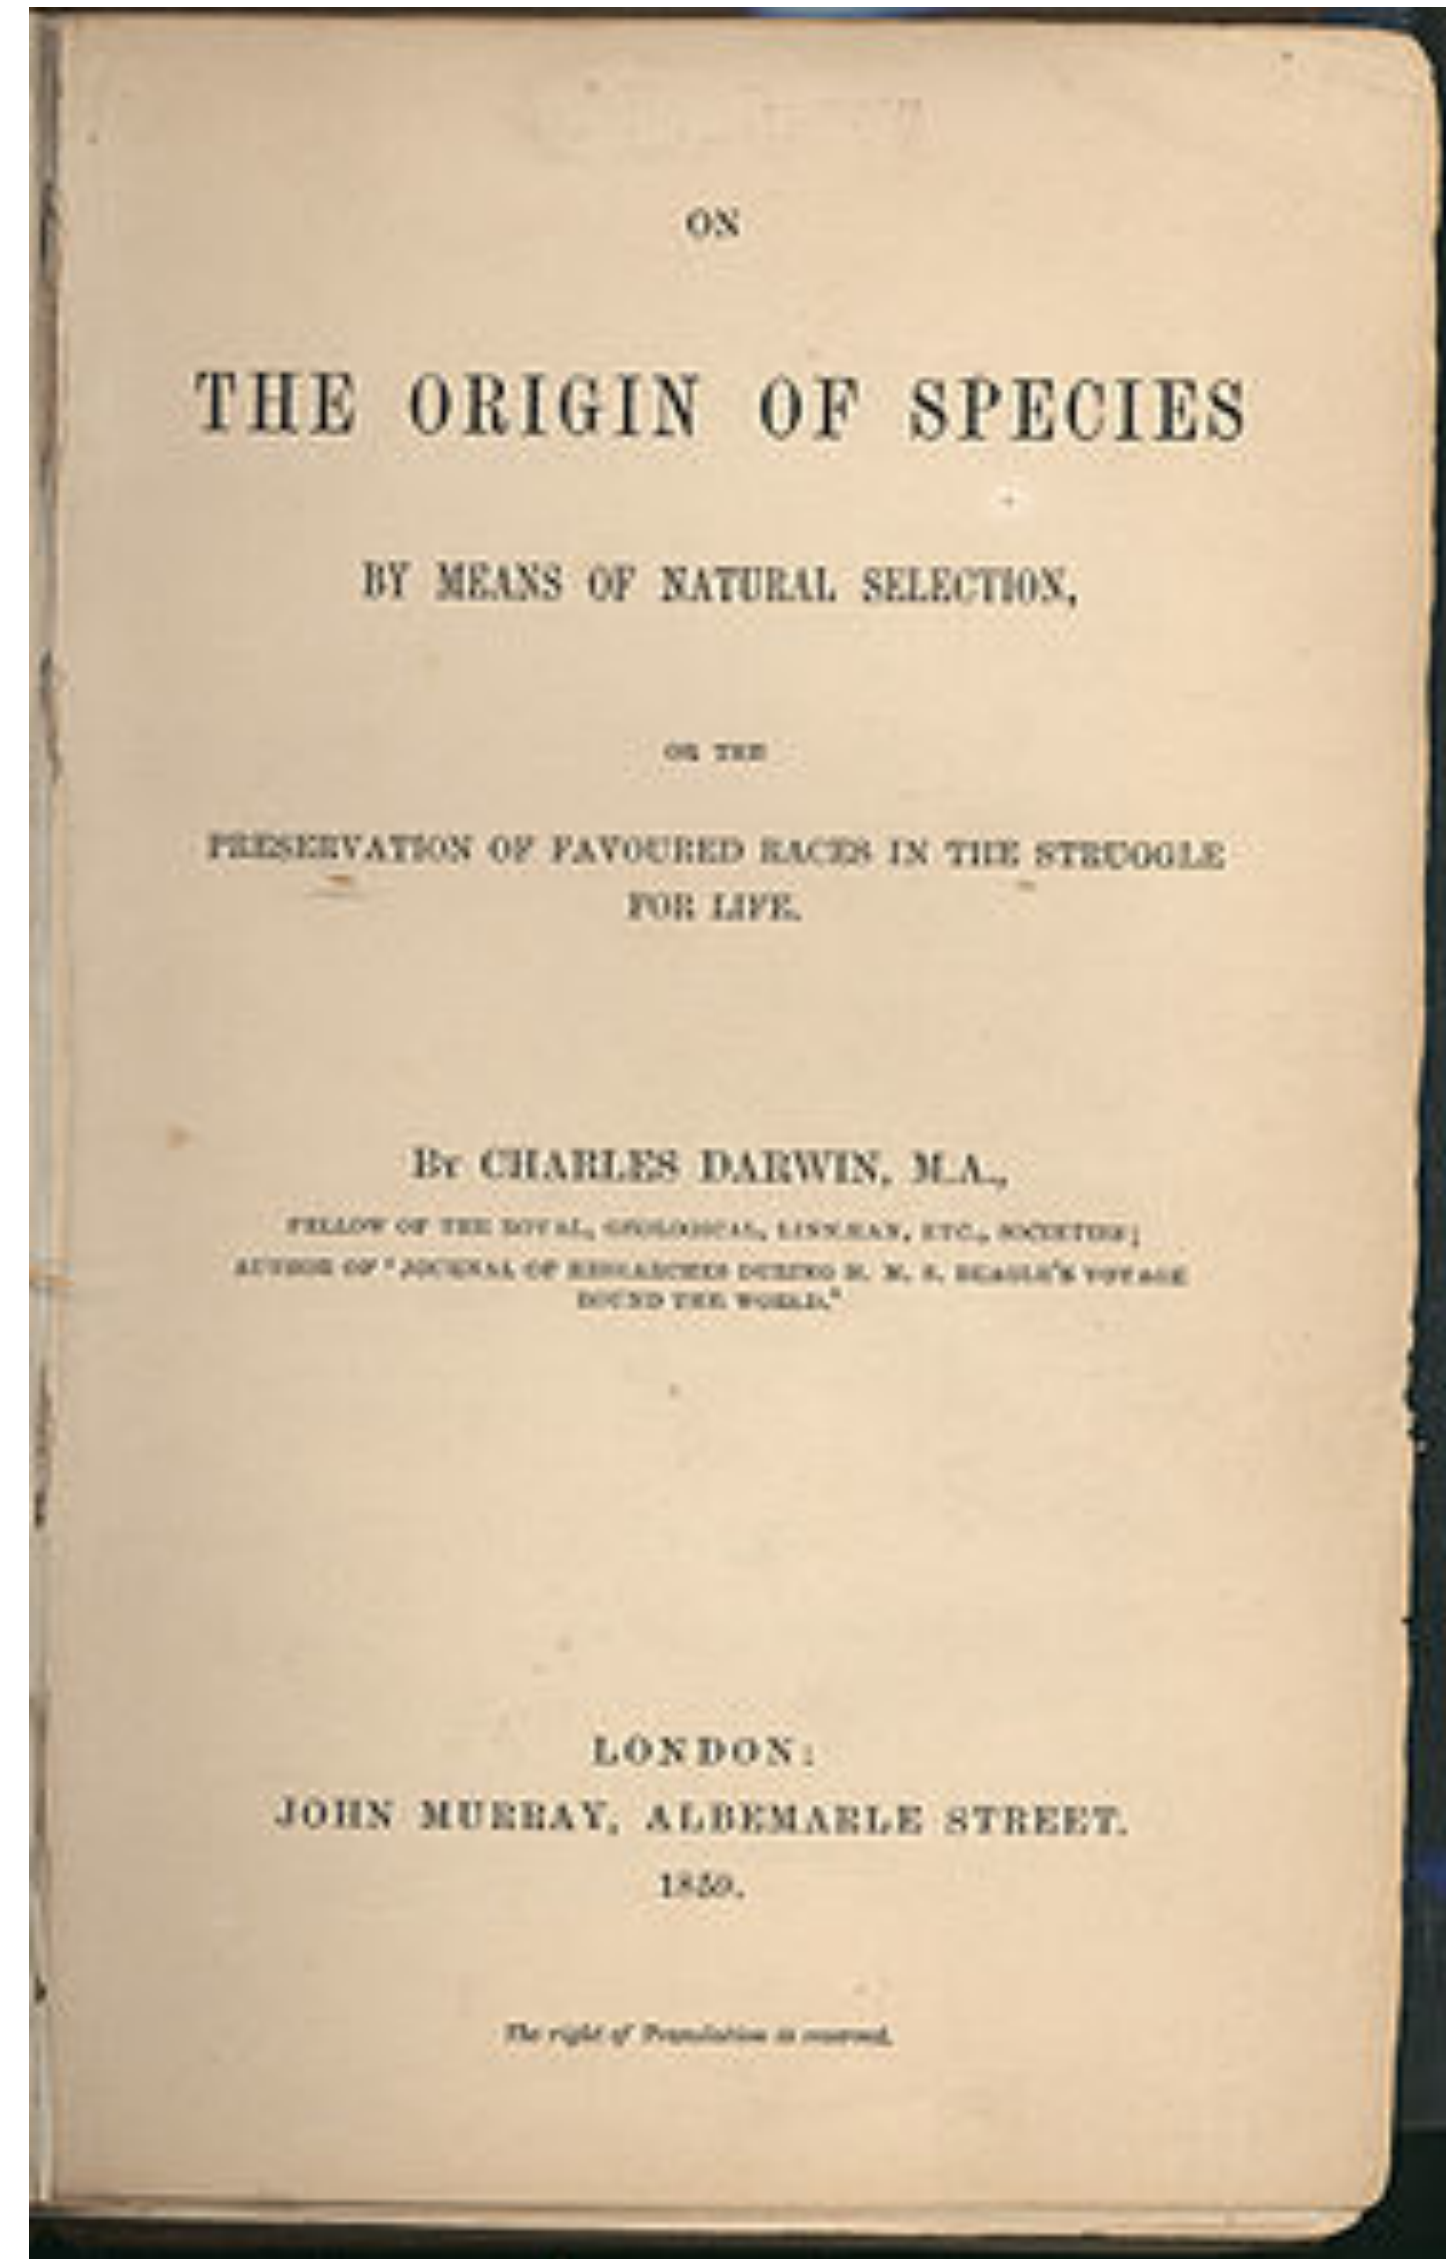 ON
THE ORIGIN OF SPECIES
BY MEANS OF NATURAL SELECTION,
OR THE
PRESERVATION OF FAVOURED RACES IN THE STRUGGLE
FOR LIFE.
BY CHARLES DARWIN, M.A.,
FELLOW OF THE ROYAL, GEOLOGICAL, LINNÆAN, ETC., SOCIETIES;
AUTHOR OF 'JOURNAL OF RESEARCHES DURING H. M. S. BEAGLE'S VOYAGE
ROUND THE WORLD.'
LONDON:
JOHN MURRAY, ALBEMARLE STREET.
1859.
The right of Translation is reserved.